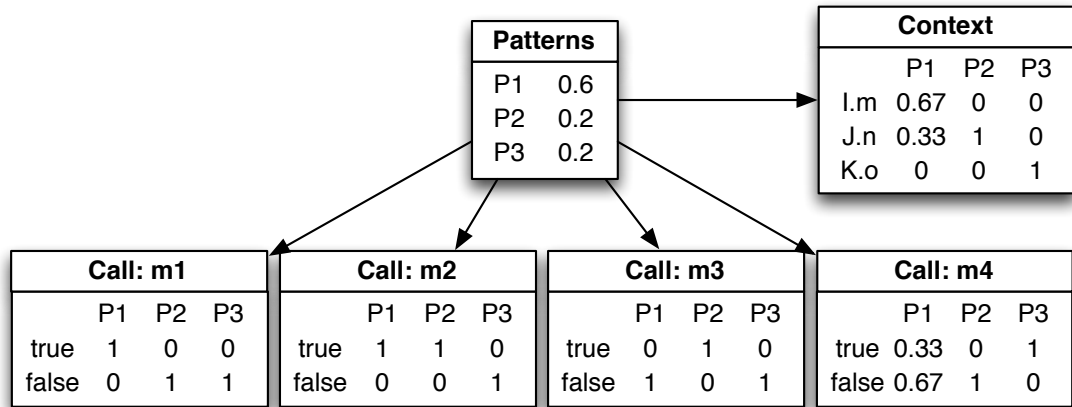 Patterns
P1 0.6
P2 0.2
P3 0.2
Context
P1 P2 P3
I.m 0.67 0 0
J.n 0.33 1 0
K.o 0 0 1
Call: m1
P1 P2 P3
true 1 0 0
false 0 1 1
Call: m2
P1 P2 P3
true 1 1 0
false 0 0 1
Call: m3
P1 P2 P3
true 0 1 0
false 1 0 1
Call: m4
P1 P2 P3
true 0.33 0 1
false 0.67 1 0